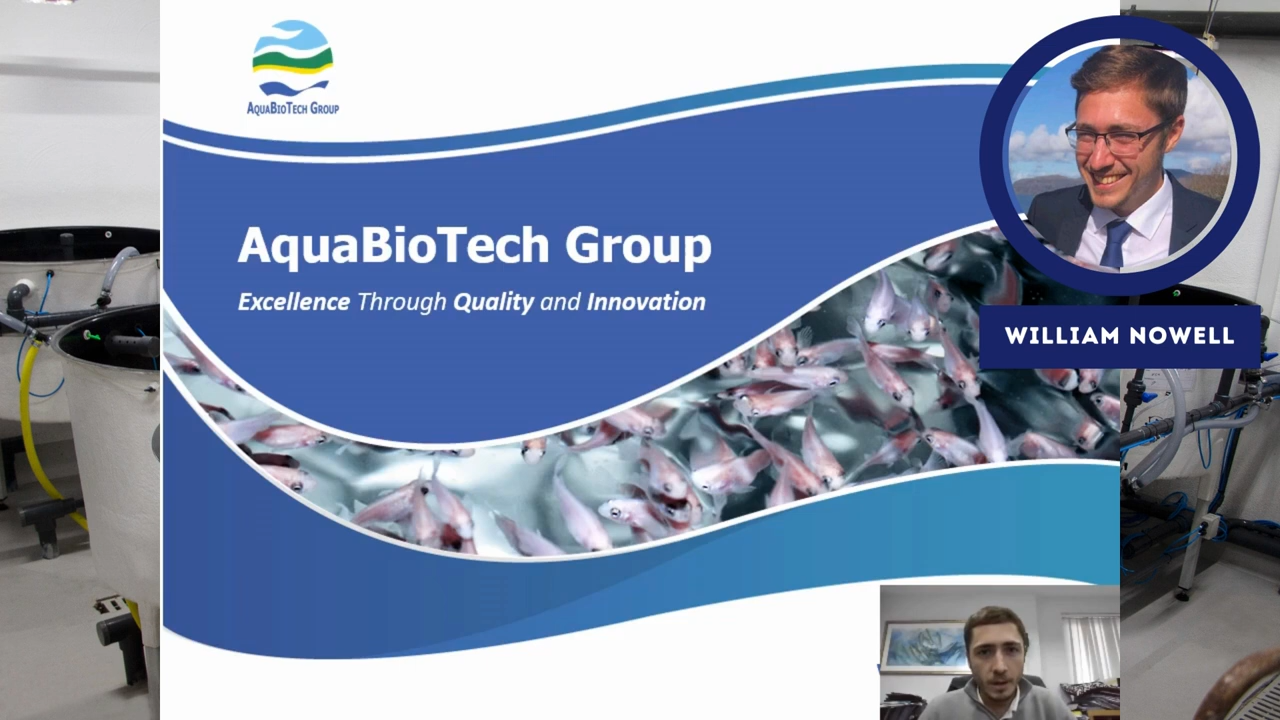 AquaBioTech Group
AquaBioTech Group
Excellence Through Quality and Innovation
WILLIAM NOWELL